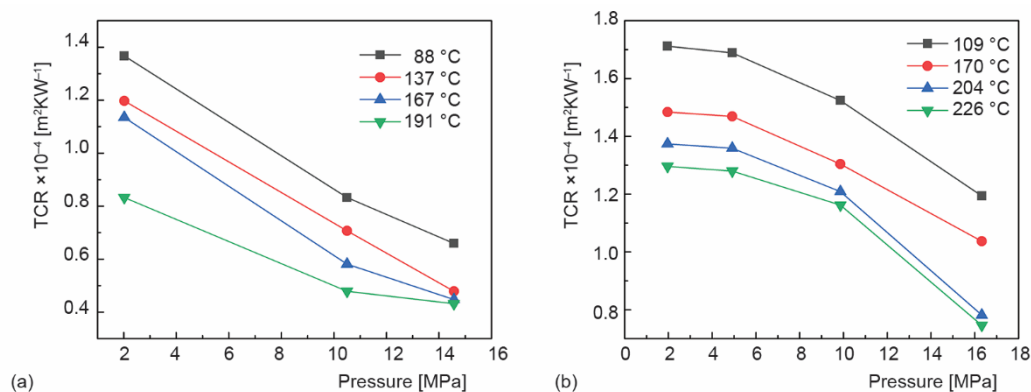 1.4
1.2
1.0
0.8
0.6
0.4
TCR ×10⁻⁴ [m²KW⁻¹]
88 °C
137 °C
167 °C
191 °C
2 4 6 8 10 12 14 16
(a) Pressure [MPa]
1.8
1.6
1.4
1.2
1.0
0.8
TCR ×10⁻⁴ [m²KW⁻¹]
109 °C
170 °C
204 °C
226 °C
0 2 4 6 8 10 12 14 16 18
(b) Pressure [MPa]